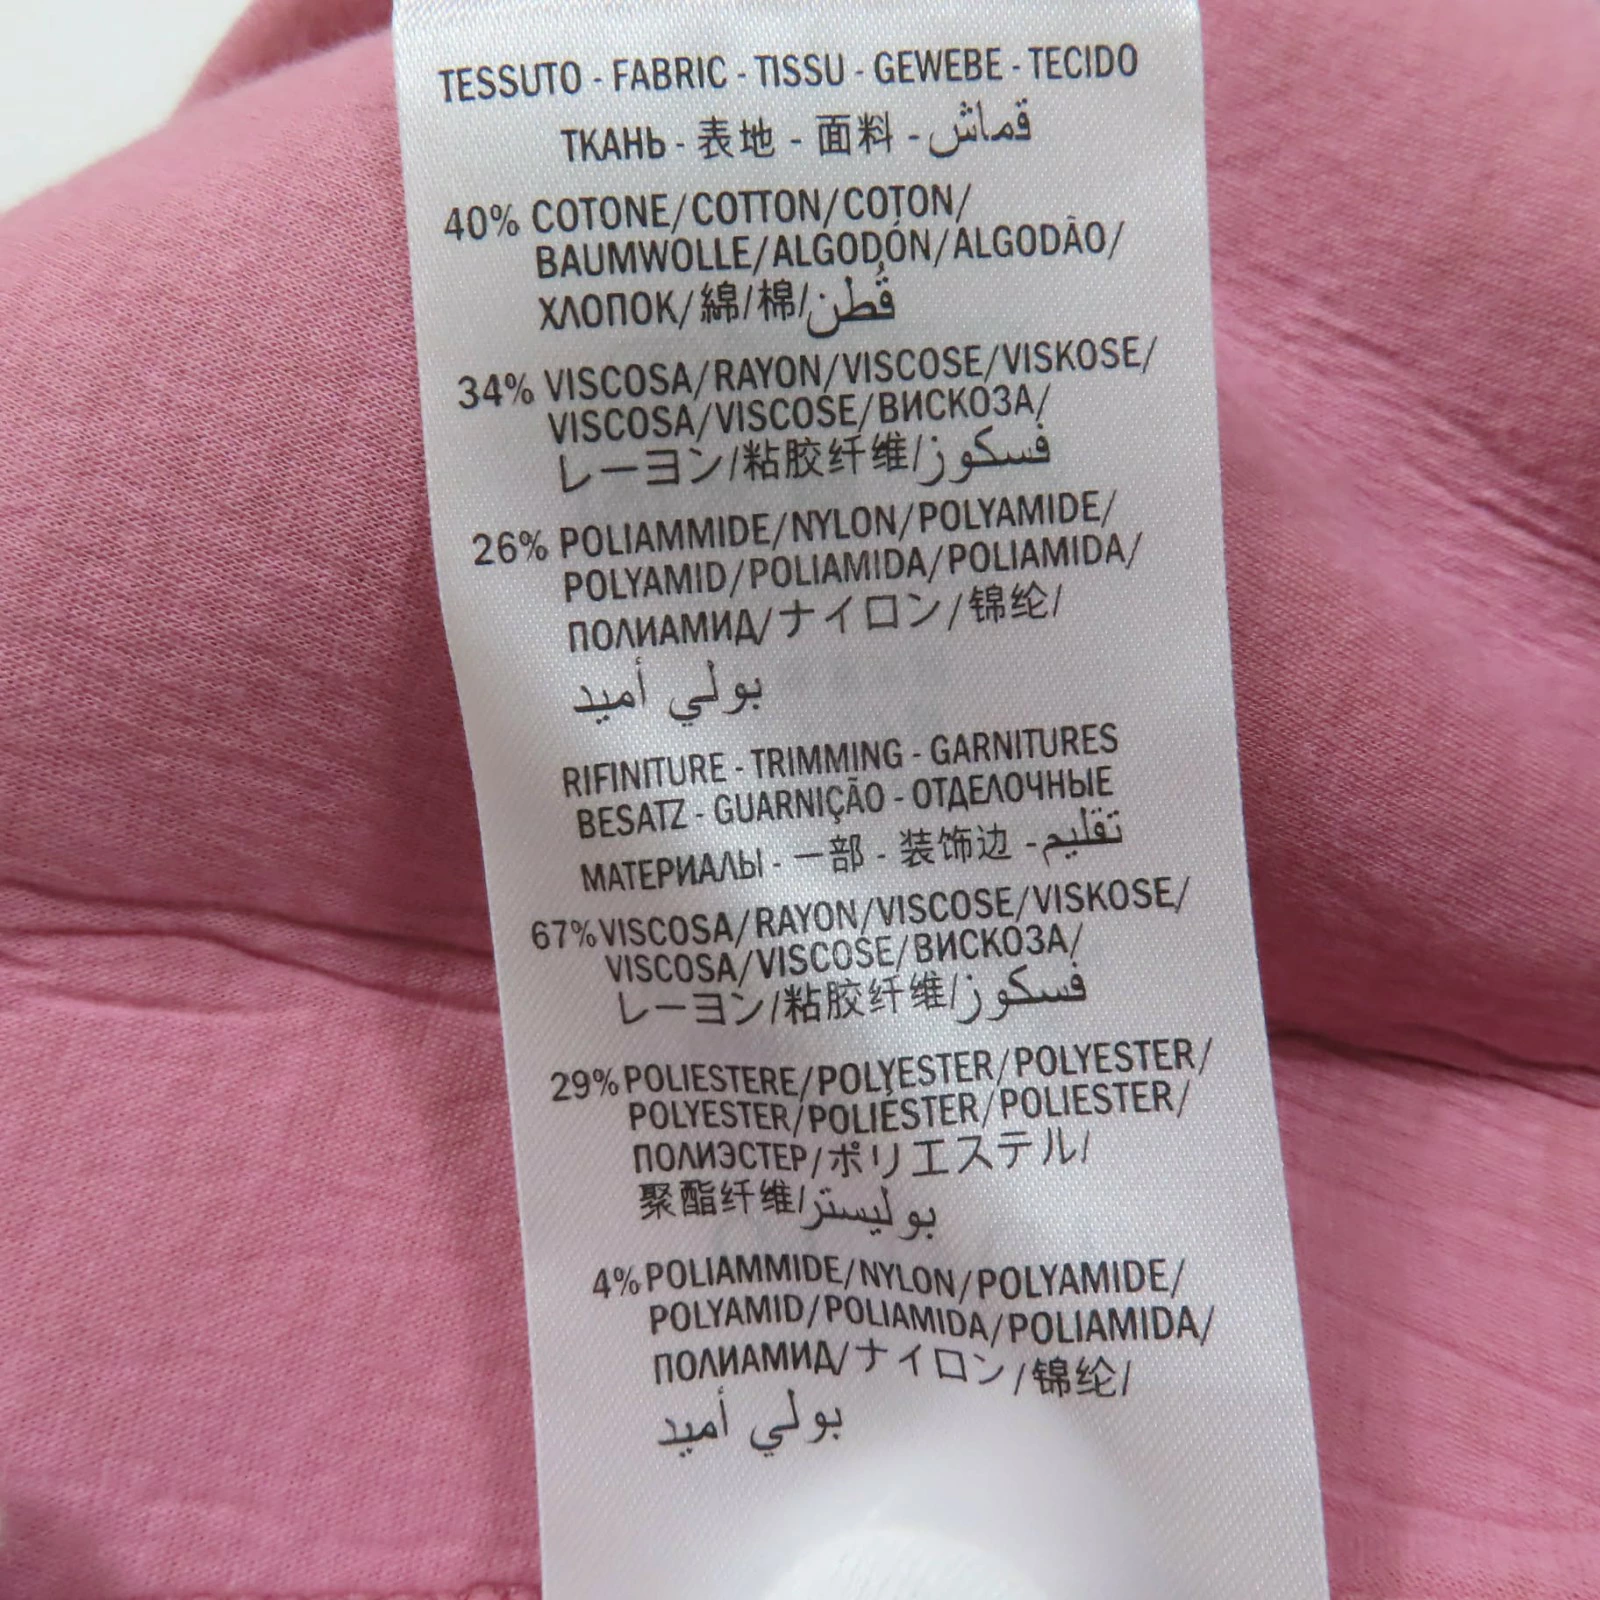 TESSUTO - FABRIC - TISSU - GEWEBE - TECIDO
ТКАНЬ - 表地 - 面料 - قماش
40% COTONE/COTTON/COTON/
BAUMWOLLE/ALGODÓN/ALGODÃO/
ХЛОПОК/綿/棉/قُطن
34% VISCOSA/RAYON/VISCOSE/VISKOSE/
VISCOSA/VISCOSE/ВИСКОЗА/
レーヨン/粘胶纤维/فسكوز
26% POLIAMMIDE/NYLON/POLYAMIDE/
POLYAMID/POLIAMIDA/POLIAMIDA/
ПОЛИАМИД/ナイロン/锦纶/
بولي أميد
RIFINITURE - TRIMMING - GARNITURES
BESATZ - GUARNIÇÃO - ОТДЕЛОЧНЫЕ
МАТЕРИАЛЫ - 一部 - 装饰边 - تقليم
67% VISCOSA/RAYON/VISCOSE/VISKOSE/
VISCOSA/VISCOSE/ВИСКОЗА/
レーヨン/粘胶纤维/فسكوز
29% POLIESTERE/POLYESTER/POLYESTER/
POLYESTER/POLIÉSTER/POLIESTER/
ПОЛИЭСТЕР/ポリエステル/
聚酯纤维/بوليستر
4% POLIAMMIDE/NYLON/POLYAMIDE/
POLYAMID/POLIAMIDA/POLIAMIDA/
ПОЛИАМИД/ナイロン/锦纶/
بولي أميد